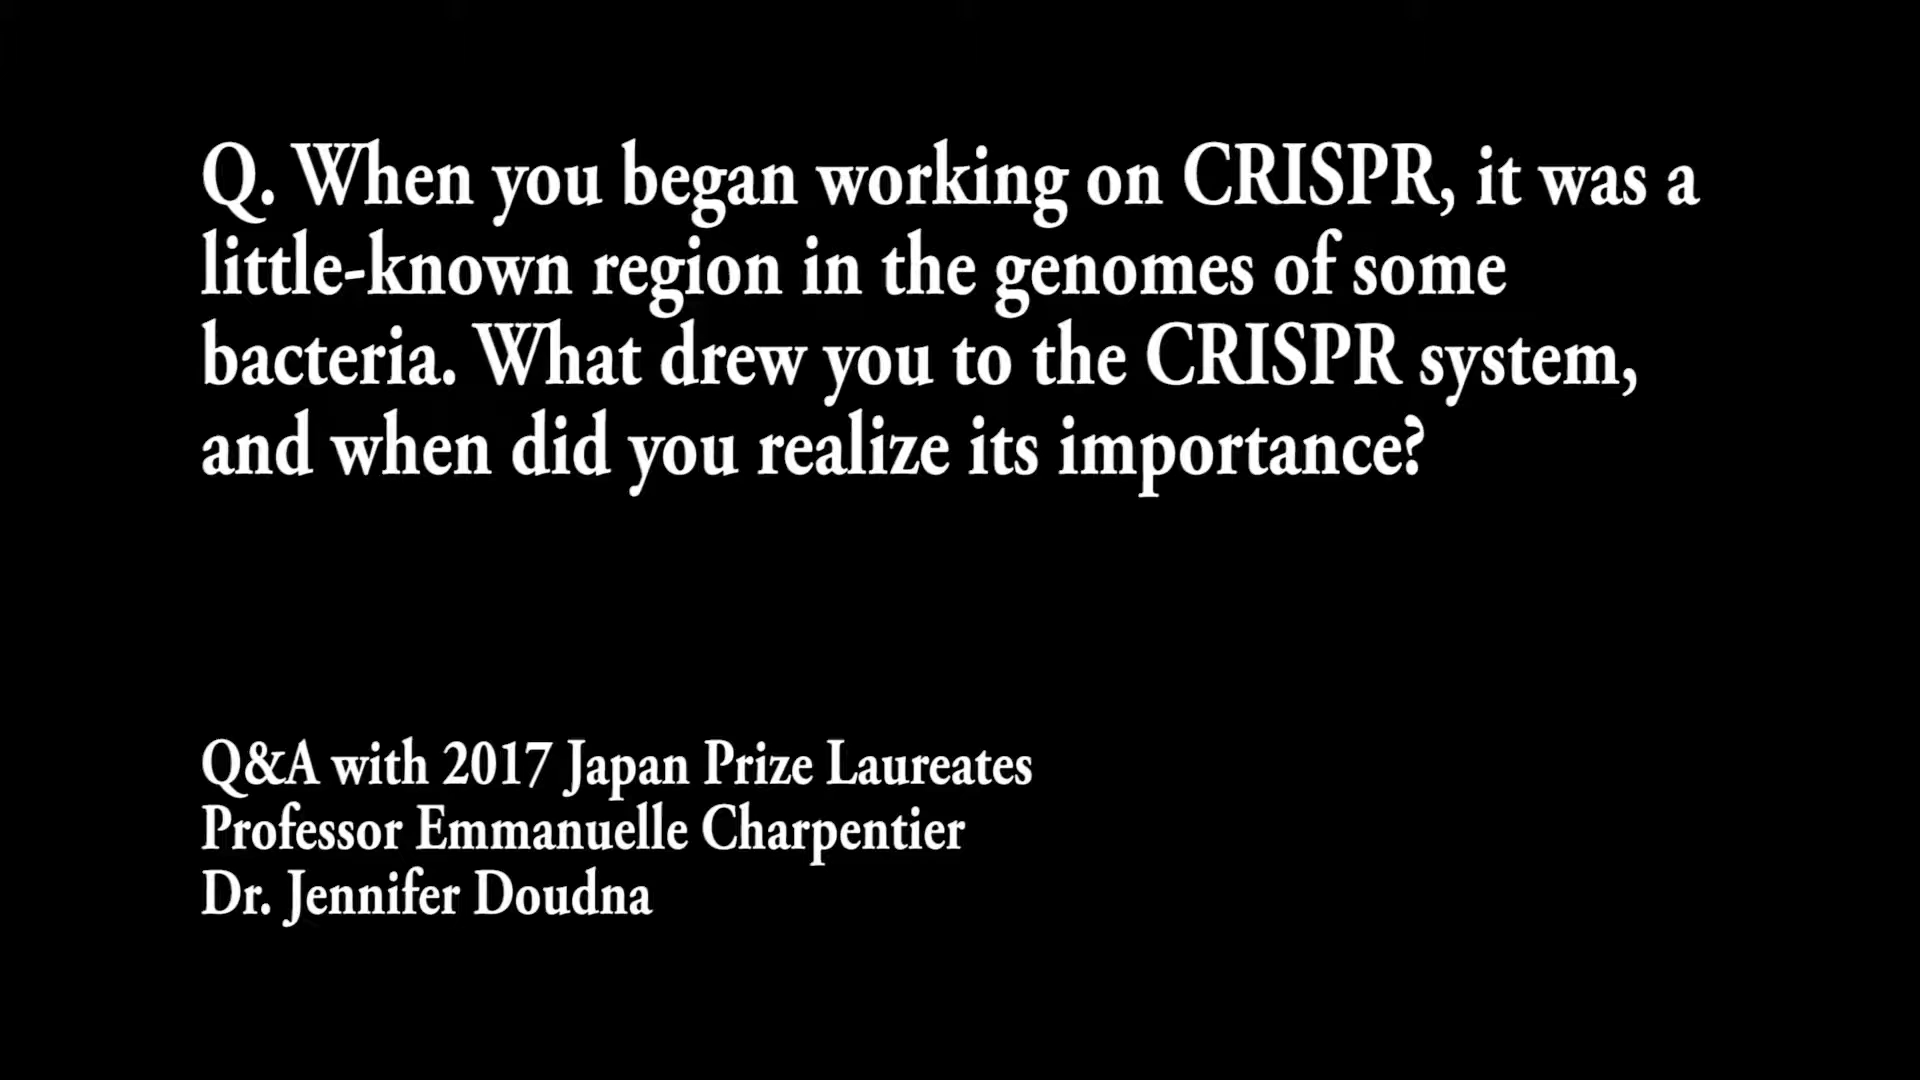 Q. When you began working on CRISPR, it was a
little-known region in the genomes of some
bacteria. What drew you to the CRISPR system,
and when did you realize its importance?
Q&A with 2017 Japan Prize Laureates
Professor Emmanuelle Charpentier
Dr. Jennifer Doudna